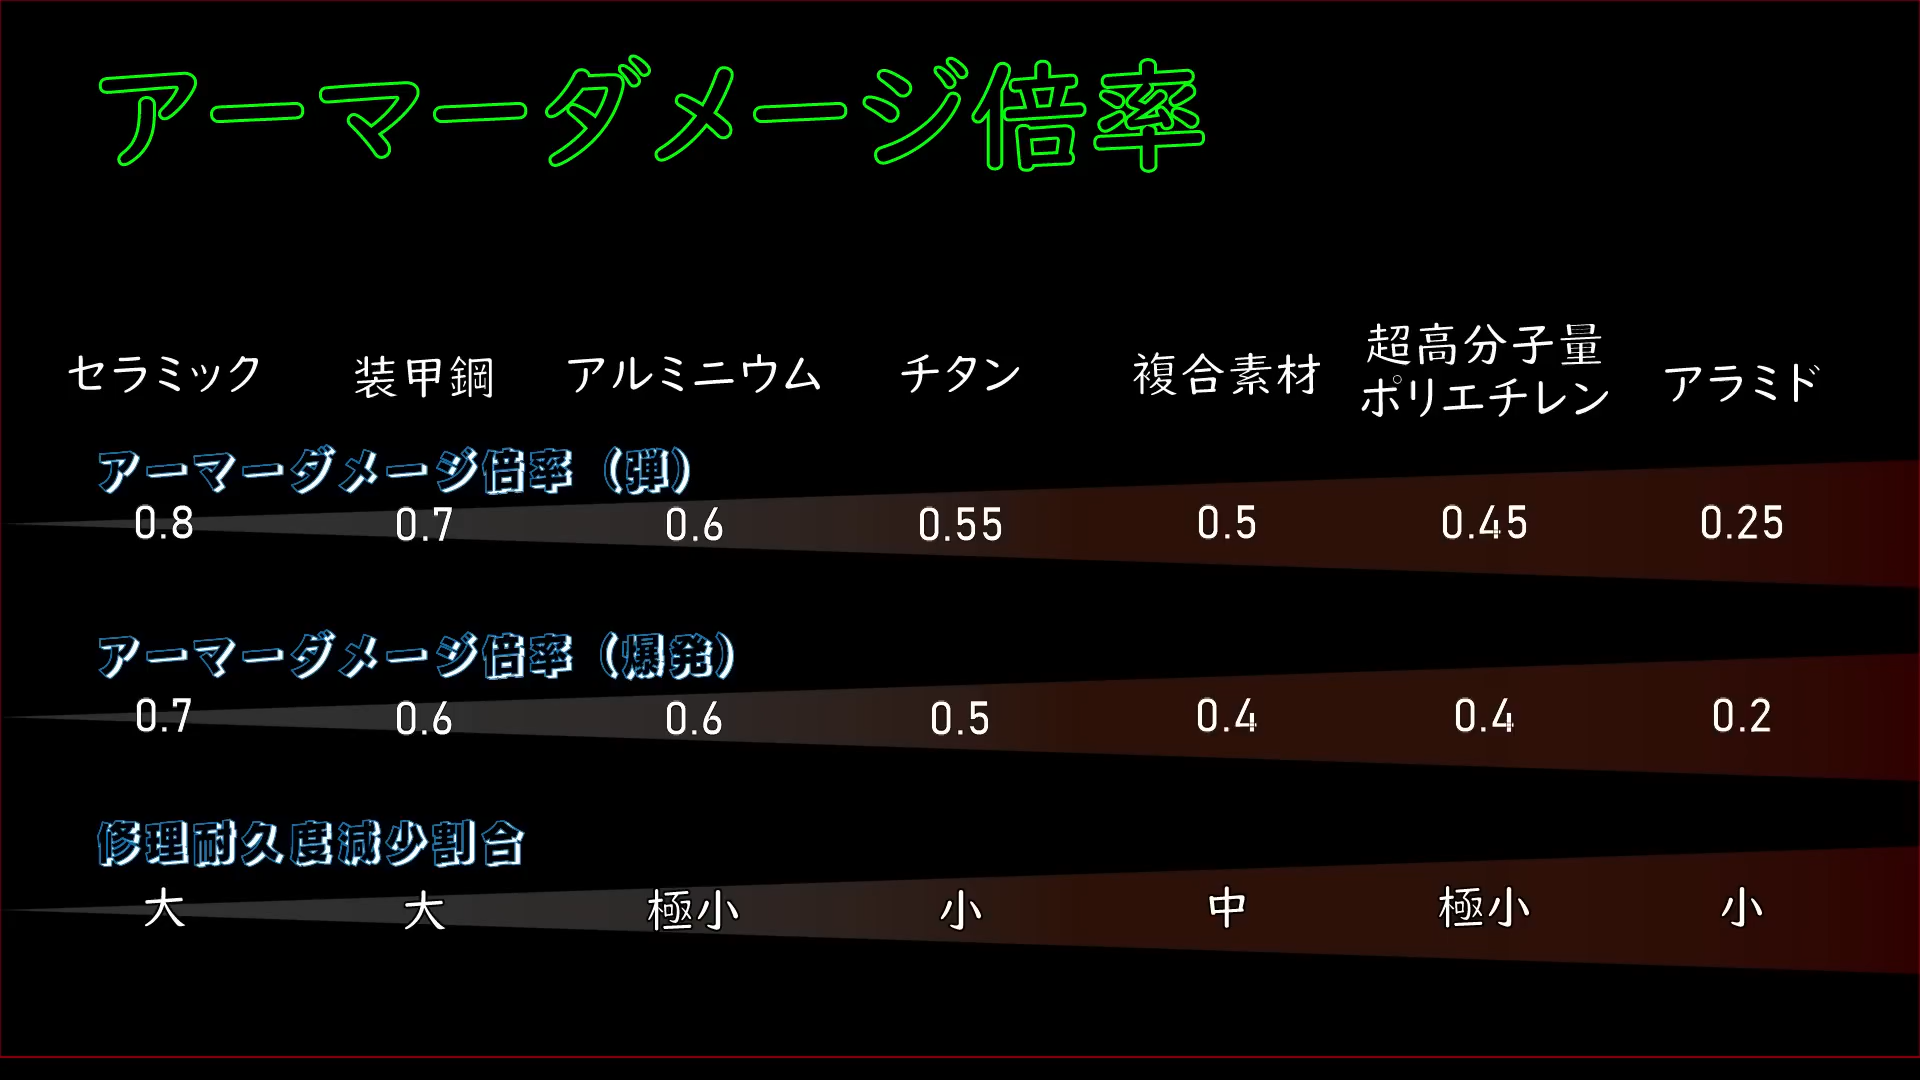 アーマーダメージ倍率
セラミック 装甲鋼 アルミニウム チタン 複合素材 超高分子量 アラミド
ポリエチレン
アーマーダメージ倍率（弾）
0.8 0.7 0.6 0.55 0.5 0.45 0.25
アーマーダメージ倍率（爆発）
0.7 0.6 0.6 0.5 0.4 0.4 0.2
修理耐久度減少割合
大 大 極小 小 中 極小 小